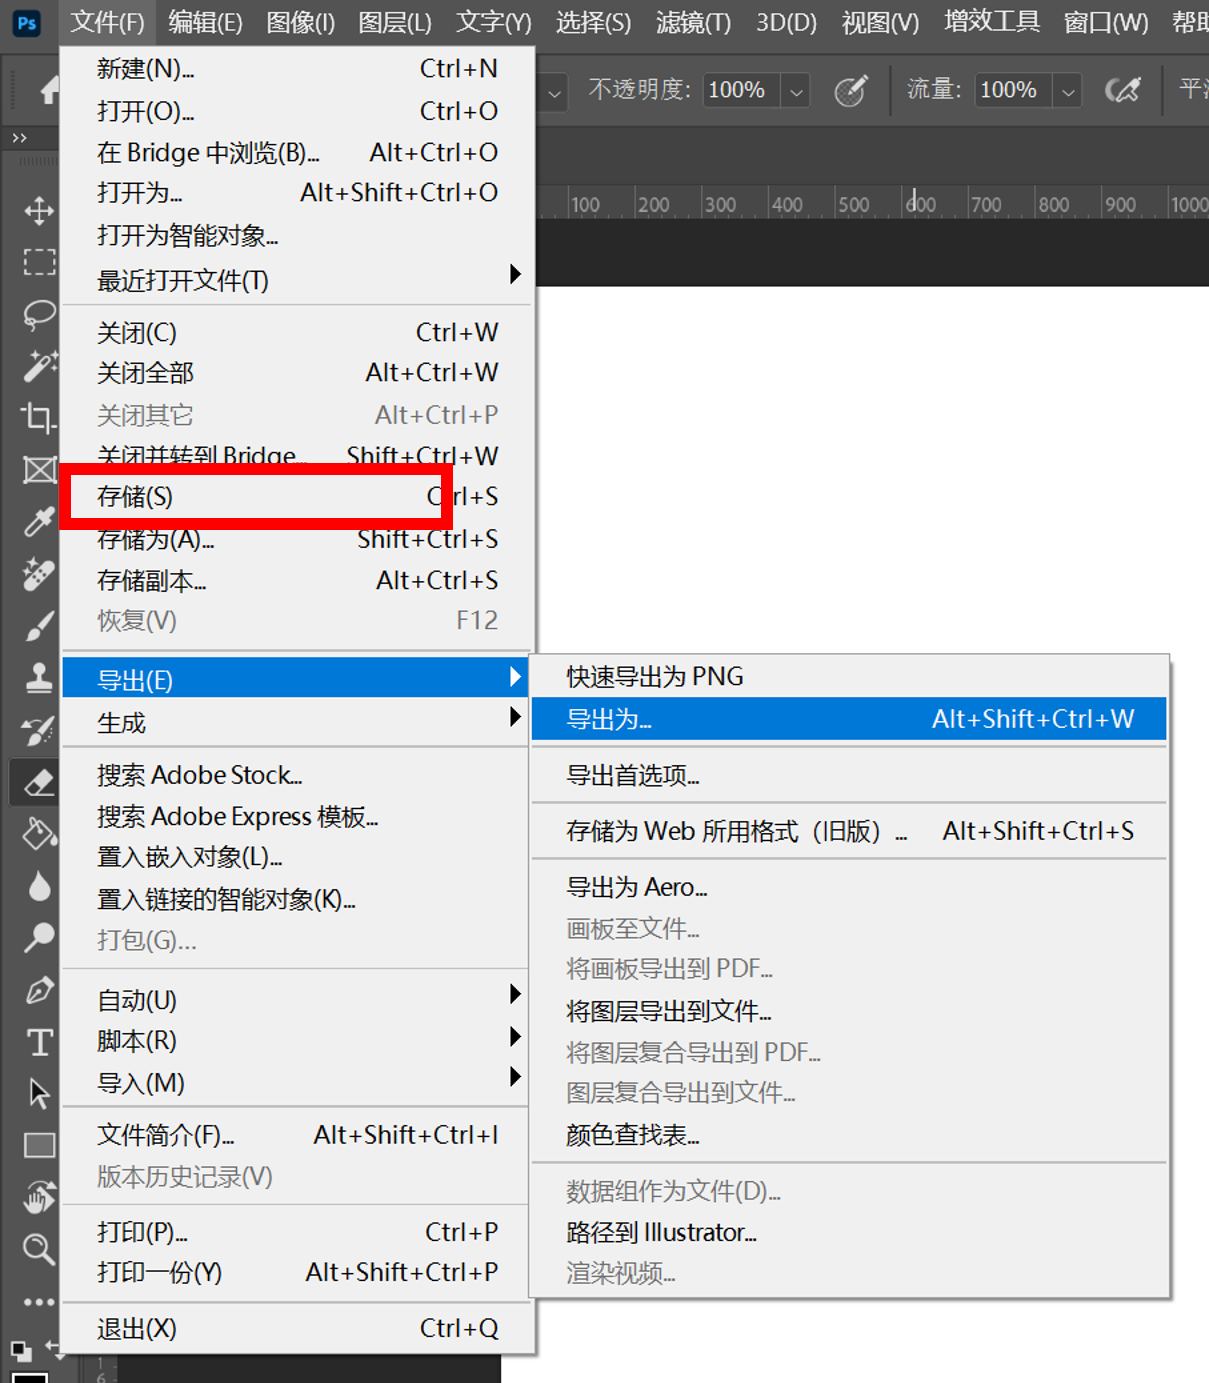 Ps 文件(F) 编辑(E) 图像(I) 图层(L) 文字(Y) 选择(S) 滤镜(T) 3D(D) 视图(V) 增效工具 窗口(W)
不透明度: 100% 流量: 100%
100 200 300 400 500 600 700 800 900 1000
新建(N)... Ctrl+N
打开(O)... Ctrl+O
在 Bridge 中浏览(B)... Alt+Ctrl+O
打开为... Alt+Shift+Ctrl+O
打开为智能对象...
最近打开文件(T)
关闭(C) Ctrl+W
关闭全部 Alt+Ctrl+W
关闭其它 Alt+Ctrl+P
关闭并转到 Bridge... Shift+Ctrl+W
存储(S) Ctrl+S
存储为(A)... Shift+Ctrl+S
存储副本... Alt+Ctrl+S
恢复(V) F12
导出(E)
生成
搜索 Adobe Stock...
搜索 Adobe Express 模板...
置入嵌入对象(L)...
置入链接的智能对象(K)...
打包(G)...
自动(U)
脚本(R)
导入(M)
文件简介(F)... Alt+Shift+Ctrl+I
版本历史记录(V)
打印(P)... Ctrl+P
打印一份(Y) Alt+Shift+Ctrl+P
退出(X) Ctrl+Q
快速导出为 PNG
导出为... Alt+Shift+Ctrl+W
导出首选项...
存储为 Web 所用格式（旧版）... Alt+Shift+Ctrl+S
导出为 Aero...
画板至文件...
将画板导出到 PDF...
将图层导出到文件...
将图层复合导出到 PDF...
图层复合导出到文件...
颜色查找表...
数据组作为文件(D)...
路径到 Illustrator...
渲染视频...